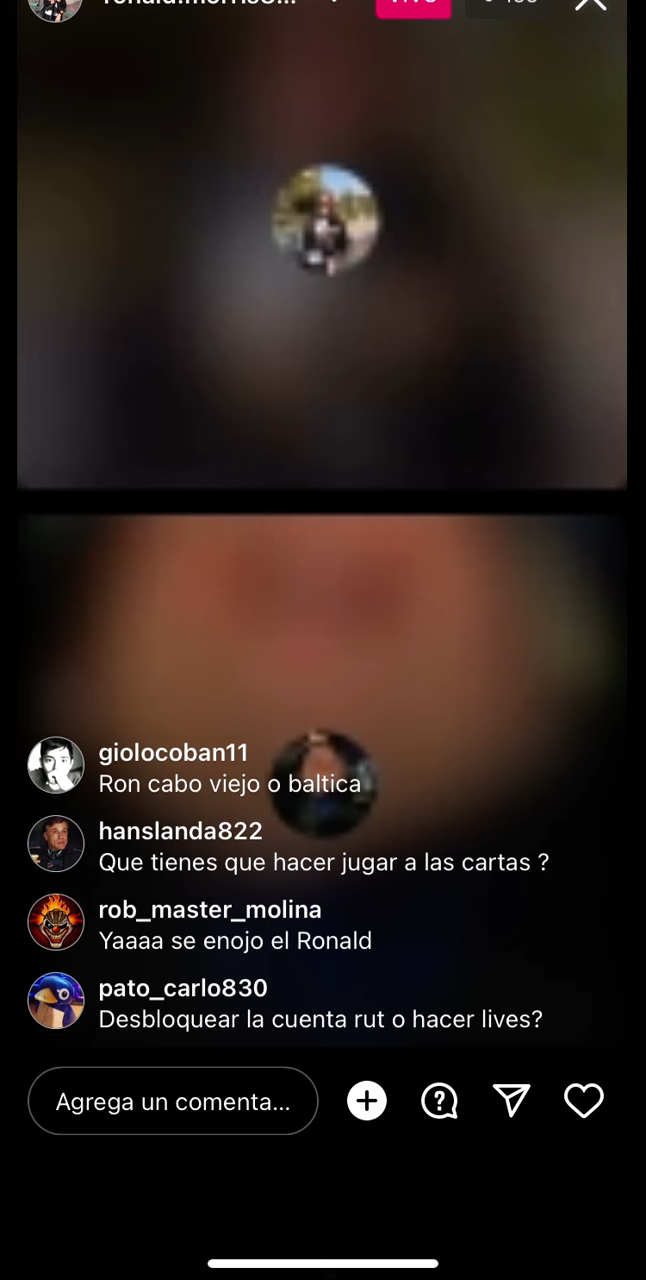 VIVO
giolocoban11
Ron cabo viejo o baltica
hanslanda822
Que tienes que hacer jugar a las cartas ?
rob_master_molina
Yaaaa se enojo el Ronald
pato_carlo830
Desbloquear la cuenta rut o hacer lives?
Agrega un comenta...